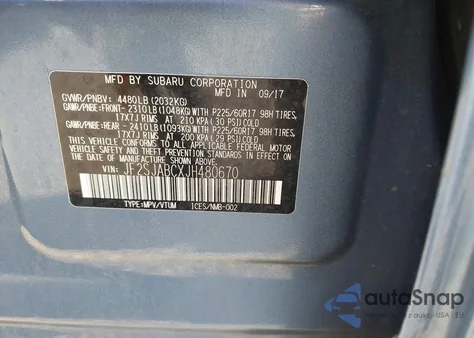 MFD BY SUBARU CORPORATION
MFD IN 09/17
GVWR/PNBV: 4480LB (2032KG)
GAWR/PNBE:FRONT- 2310LB (1048KG) WITH P225/60R17 98H TIRES,
17X7J RIMS AT 210 KPA (30 PSI) COLD
GAWR/PNBE:REAR - 2410LB (1093KG) WITH P225/60R17 98H TIRES,
17X7J RIMS AT 200 KPA (29 PSI) COLD
THIS VEHICLE CONFORMS TO ALL APPLICABLE FEDERAL MOTOR
VEHICLE SAFETY, BUMPER, AND THEFT PREVENTION STANDARDS
IN EFFECT ON THE DATE OF MANUFACTURE SHOWN ABOVE.
VIN: JF2SJABCXJH480670
TYPE:MPV/VTUM ICES/NMB-002
autoSnap
USA EU